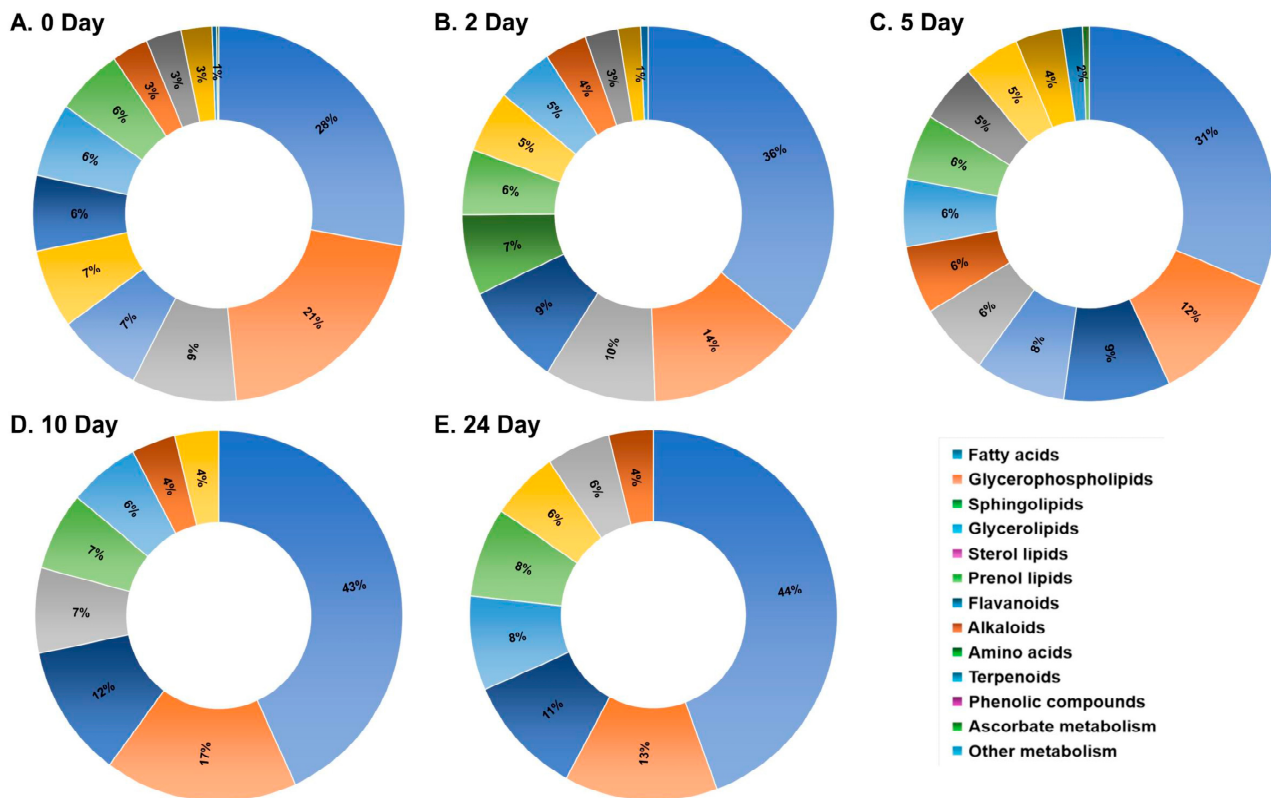 A. 0 Day
28%
21%
9%
7%
7%
6%
6%
6%
3%
3%
3%
1%
B. 2 Day
36%
14%
10%
9%
7%
6%
5%
5%
4%
3%
1%
C. 5 Day
31%
12%
9%
8%
6%
6%
6%
6%
5%
5%
4%
2%
D. 10 Day
43%
17%
12%
7%
7%
6%
4%
4%
E. 24 Day
44%
13%
11%
8%
8%
6%
6%
4%
Fatty acids
Glycerophospholipids
Sphingolipids
Glycerolipids
Sterol lipids
Prenol lipids
Flavanoids
Alkaloids
Amino acids
Terpenoids
Phenolic compounds
Ascorbate metabolism
Other metabolism